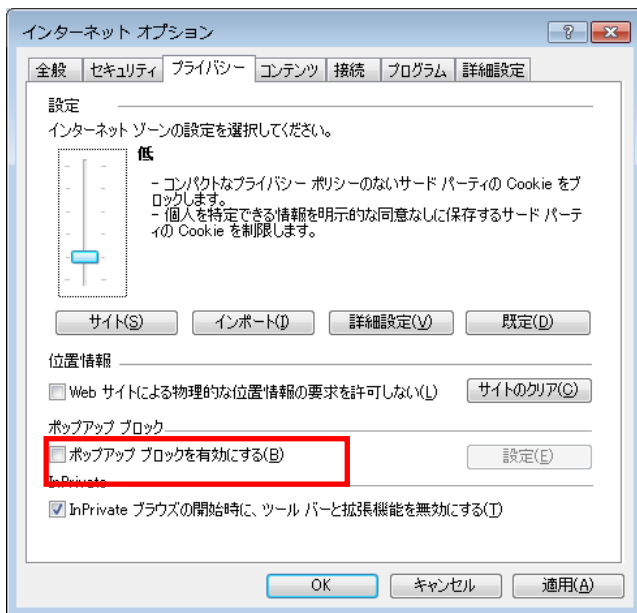 インターネット オプション
全般 セキュリティ プライバシー コンテンツ 接続 プログラム 詳細設定
設定
インターネット ゾーンの設定を選択してください。
低
- コンパクトなプライバシー ポリシーのないサード パーティの Cookie をブ
ロックします。
- 個人を特定できる情報を明示的な同意なしに保存するサード パーテ
ィの Cookie を制限します。
サイト(S) インポート(I) 詳細設定(V) 既定(D)
位置情報
Web サイトによる物理的な位置情報の要求を許可しない(L) サイトのクリア(C)
ポップアップ ブロック
ポップアップ ブロックを有効にする(B) 設定(E)
InPrivate
InPrivate ブラウズの開始時に、ツール バーと拡張機能を無効にする(T)
OK キャンセル 適用(A)